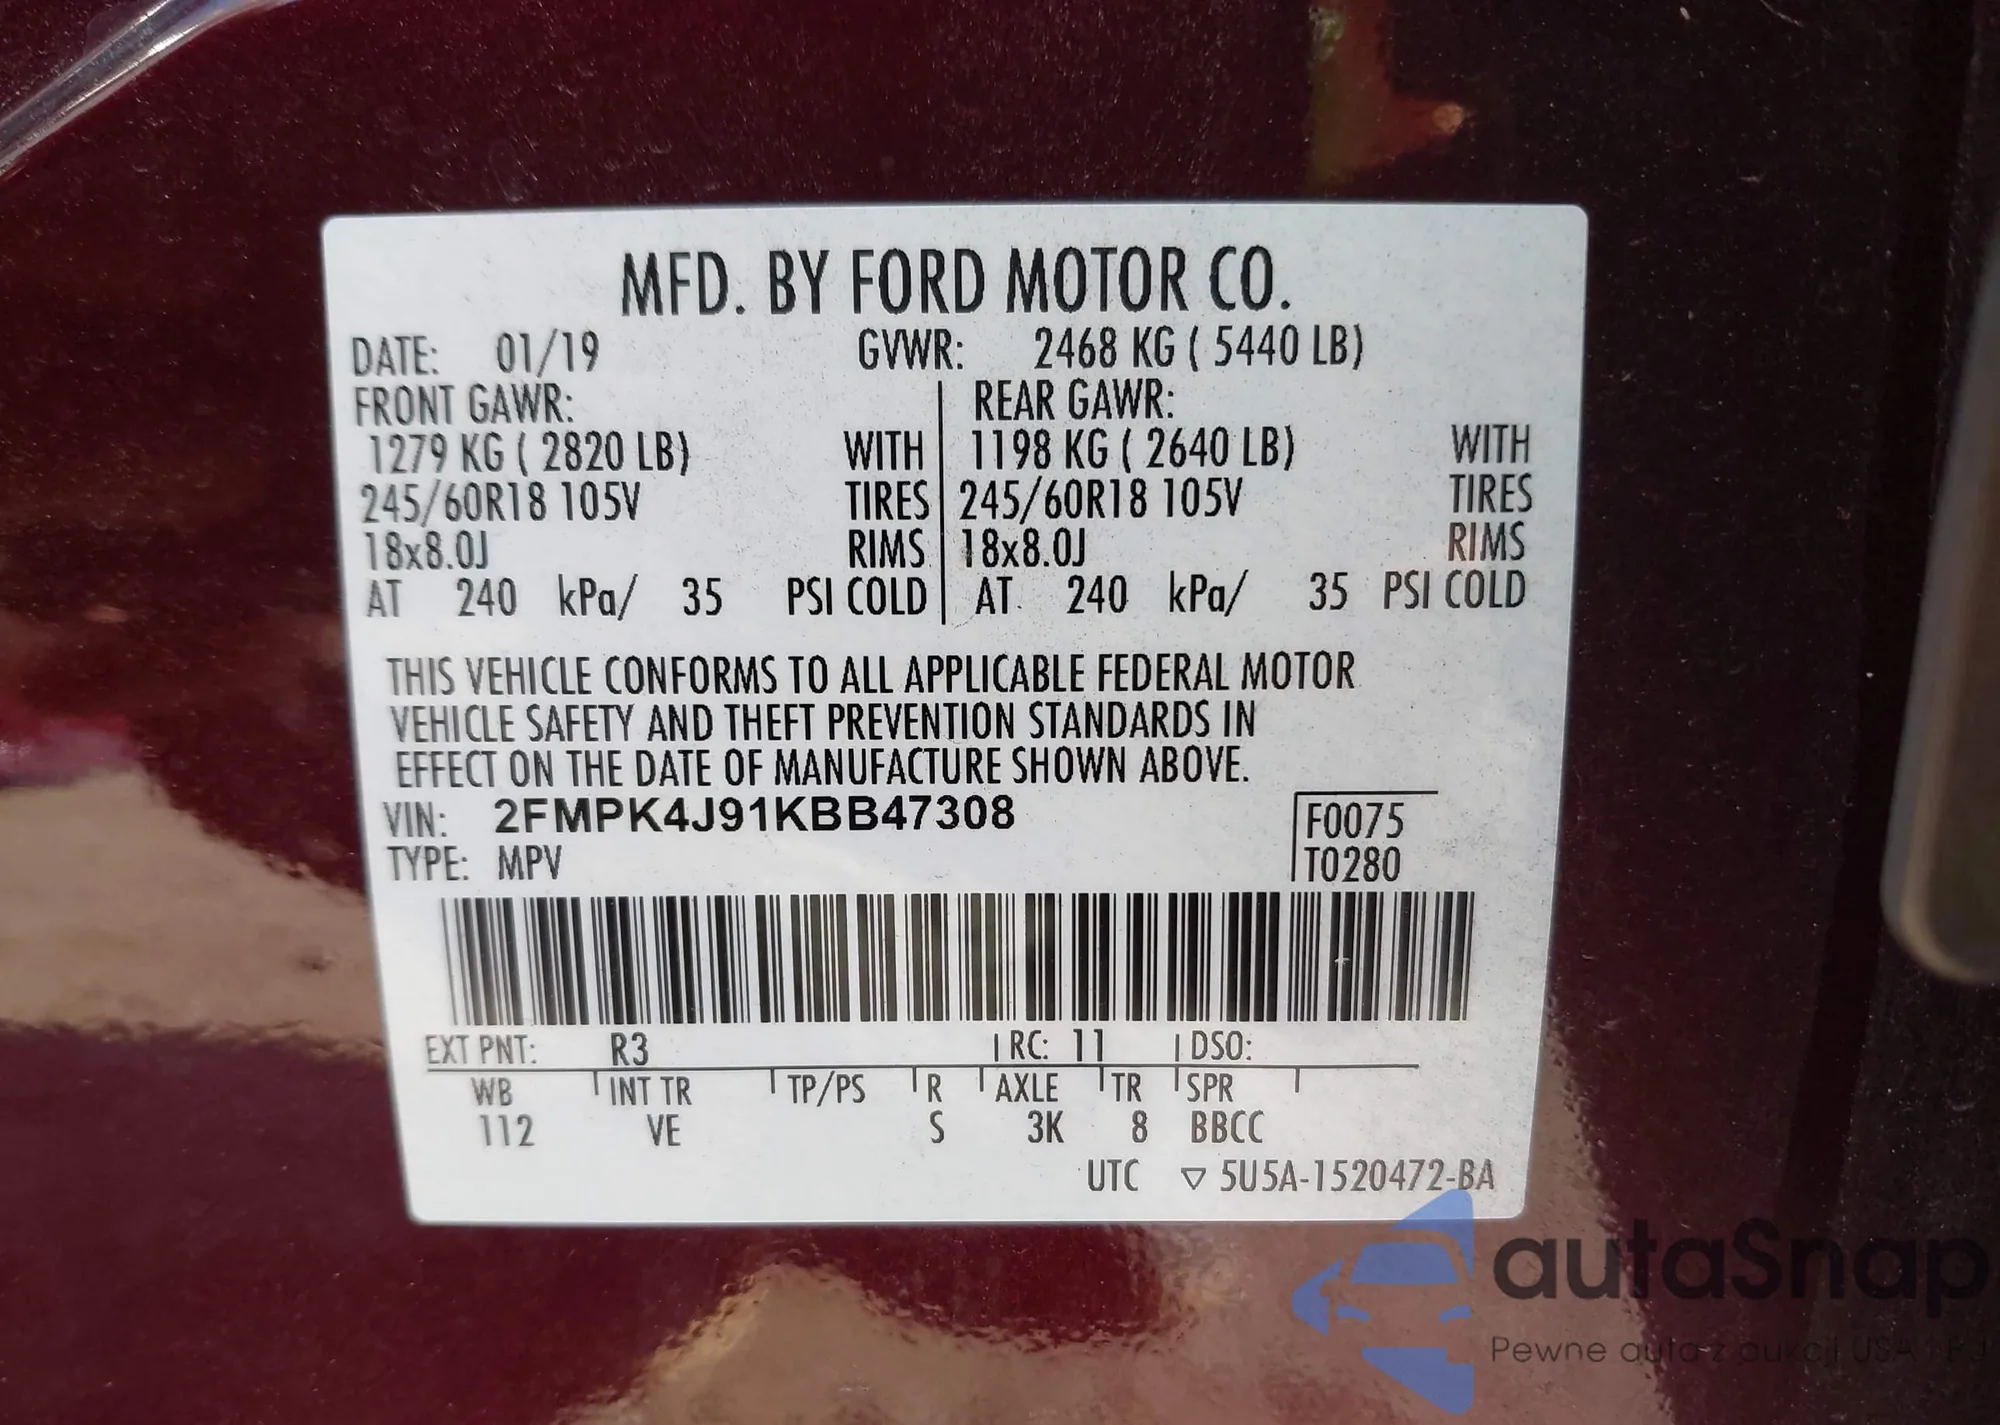 MFD. BY FORD MOTOR CO.
DATE: 01/19 GVWR: 2468 KG ( 5440 LB)
FRONT GAWR: REAR GAWR:
1279 KG ( 2820 LB) WITH 1198 KG ( 2640 LB) WITH
245/60R18 105V TIRES 245/60R18 105V TIRES
18x8.0J RIMS 18x8.0J RIMS
AT 240 kPa/ 35 PSI COLD AT 240 kPa/ 35 PSI COLD
THIS VEHICLE CONFORMS TO ALL APPLICABLE FEDERAL MOTOR
VEHICLE SAFETY AND THEFT PREVENTION STANDARDS IN
EFFECT ON THE DATE OF MANUFACTURE SHOWN ABOVE.
VIN: 2FMPK4J91KBB47308 F0075
TYPE: MPV T0280
EXT PNT: R3 RC: 11 DSO:
WB INT TR TP/PS R AXLE TR SPR
112 VE S 3K 8 BBCC
UTC ▽ 5U5A-1520472-BA
autaSnap
Pewne auta z aukcji USA